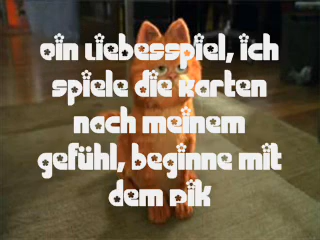 ein Liebesspiel, ich
spiele die Karten
nach meinem
gefühl, beginne mit
dem pik